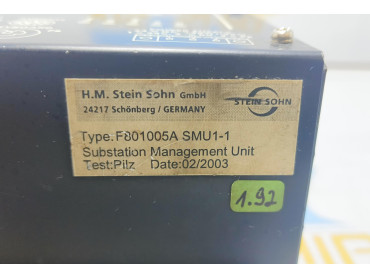 H.M. Stein Sohn GmbH
24217 Schönberg / GERMANY
STEIN SOHN
Type:F801005A SMU1-1
Substation Management Unit
Test:Pilz Date:02/2003
1.92